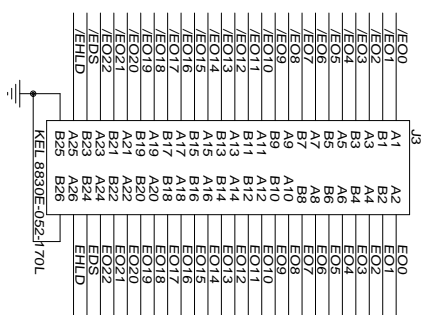 J3
/EO0 A1 A2 EO0
/EO1 B1 B2 EO1
/EO2 A3 A4 EO2
/EO3 B3 B4 EO3
/EO4 A5 A6 EO4
/EO5 B5 B6 EO5
/EO6 A7 A8 EO6
/EO7 B7 B8 EO7
/EO8 A9 A10 EO8
/EO9 B9 B10 EO9
/EO10 A11 A12 EO10
/EO11 B11 B12 EO11
/EO12 A13 A14 EO12
/EO13 B13 B14 EO13
/EO14 A15 A16 EO14
/EO15 B15 B16 EO15
/EO16 A17 A18 EO16
/EO17 B17 B18 EO17
/EO18 A19 A20 EO18
/EO19 B19 B20 EO19
/EO20 A21 A22 EO20
/EO21 B21 B22 EO21
/EO22 A23 A24 EO22
/EDS B23 B24 EDS
/EHLD A25 A26 EHLD
B25 B26
KEL 8830E-052-170L